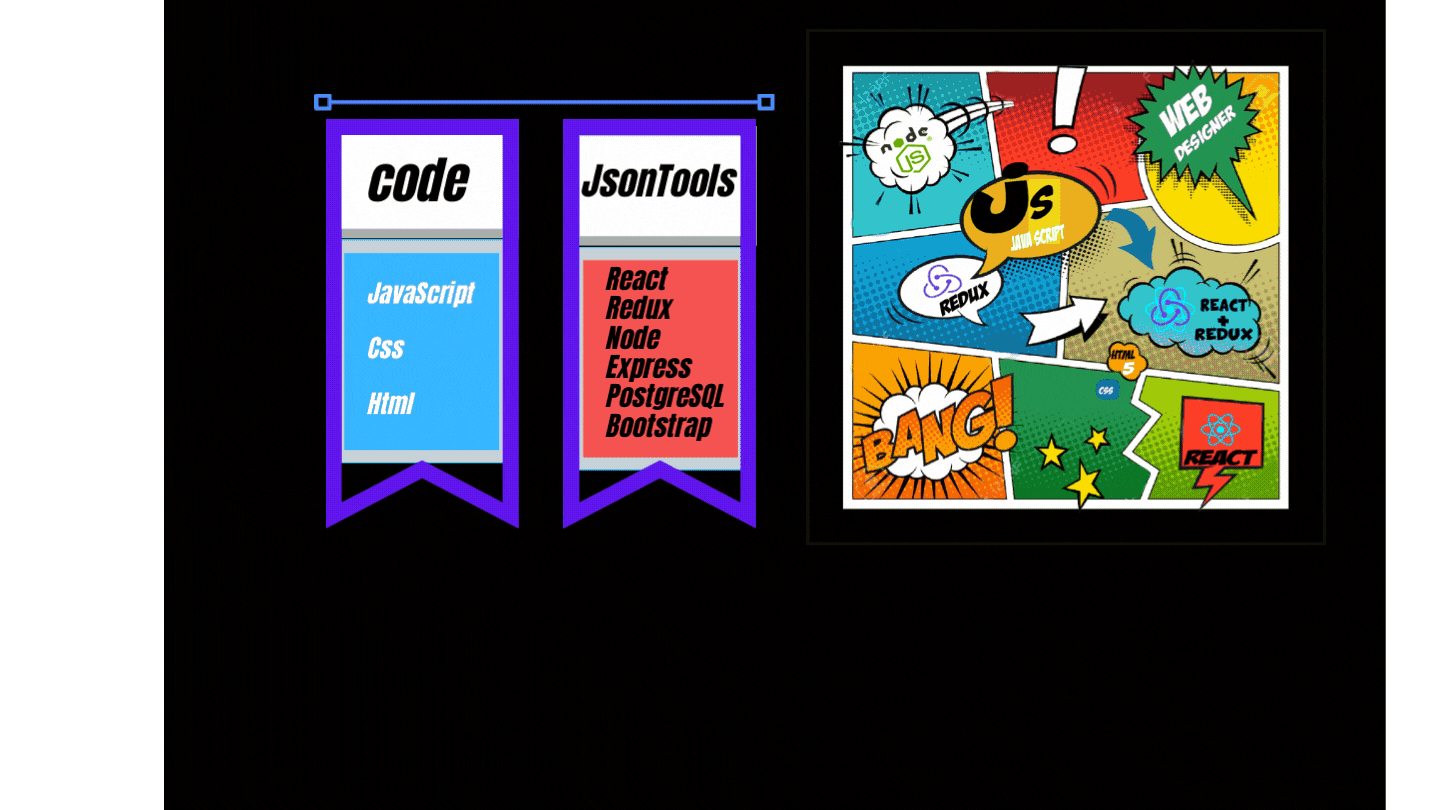 code
JavaScript
Css
Html
JsonTools
React
Redux
Node
Express
PostgreSQL
Bootstrap
node
JS
!
WEB
DESIGNER
Js
JAVA SCRIPT
REDUX
REACT
+
REDUX
HTML
5
CSS
BANG!
REACT